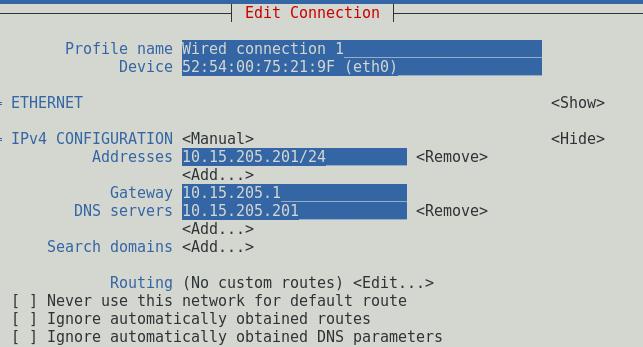 Edit Connection
Profile name Wired connection 1
Device 52:54:00:75:21:9F (eth0)
ETHERNET <Show>
IPv4 CONFIGURATION <Manual> <Hide>
Addresses 10.15.205.201/24 <Remove>
<Add...>
Gateway 10.15.205.1
DNS servers 10.15.205.201 <Remove>
<Add...>
Search domains <Add...>
Routing (No custom routes) <Edit...>
[ ] Never use this network for default route
[ ] Ignore automatically obtained routes
[ ] Ignore automatically obtained DNS parameters